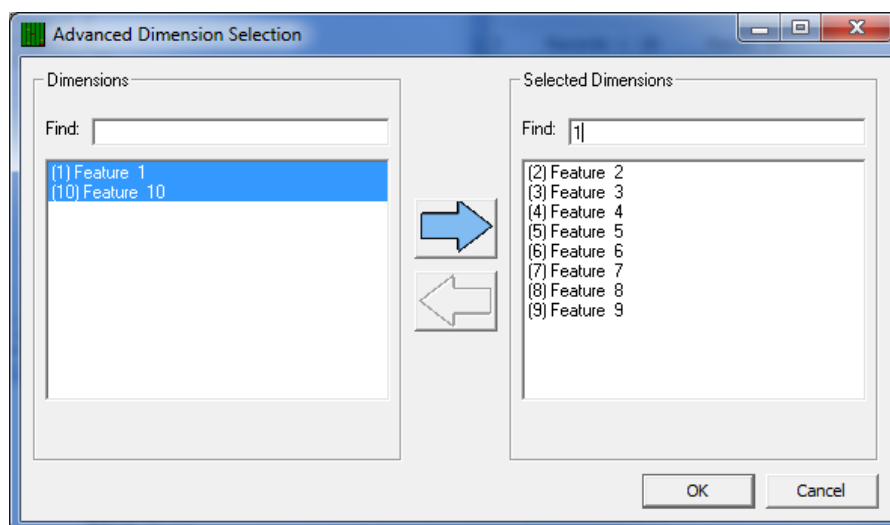 Advanced Dimension Selection
Dimensions
Find:
(1) Feature 1
(10) Feature 10
Selected Dimensions
Find: 1
(2) Feature 2
(3) Feature 3
(4) Feature 4
(5) Feature 5
(6) Feature 6
(7) Feature 7
(8) Feature 8
(9) Feature 9
OK
Cancel